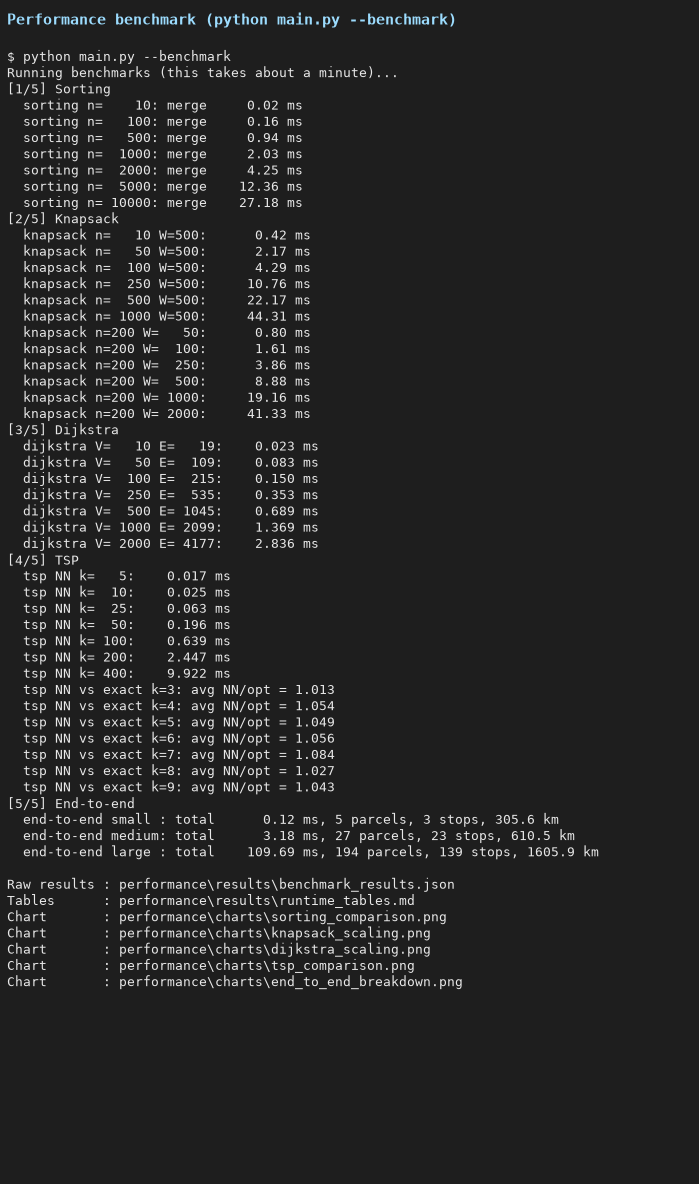 Performance benchmark (python main.py --benchmark)
$ python main.py --benchmark
Running benchmarks (this takes about a minute)...
[1/5] Sorting
  sorting n=    10: merge     0.02 ms
  sorting n=   100: merge     0.16 ms
  sorting n=   500: merge     0.94 ms
  sorting n=  1000: merge     2.03 ms
  sorting n=  2000: merge     4.25 ms
  sorting n=  5000: merge    12.36 ms
  sorting n= 10000: merge    27.18 ms
[2/5] Knapsack
  knapsack n=   10 W=500:      0.42 ms
  knapsack n=   50 W=500:      2.17 ms
  knapsack n=  100 W=500:      4.29 ms
  knapsack n=  250 W=500:     10.76 ms
  knapsack n=  500 W=500:     22.17 ms
  knapsack n= 1000 W=500:     44.31 ms
  knapsack n=200 W=   50:      0.80 ms
  knapsack n=200 W=  100:      1.61 ms
  knapsack n=200 W=  250:      3.86 ms
  knapsack n=200 W=  500:      8.88 ms
  knapsack n=200 W= 1000:     19.16 ms
  knapsack n=200 W= 2000:     41.33 ms
[3/5] Dijkstra
  dijkstra V=   10 E=   19:    0.023 ms
  dijkstra V=   50 E=  109:    0.083 ms
  dijkstra V=  100 E=  215:    0.150 ms
  dijkstra V=  250 E=  535:    0.353 ms
  dijkstra V=  500 E= 1045:    0.689 ms
  dijkstra V= 1000 E= 2099:    1.369 ms
  dijkstra V= 2000 E= 4177:    2.836 ms
[4/5] TSP
  tsp NN k=   5:    0.017 ms
  tsp NN k=  10:    0.025 ms
  tsp NN k=  25:    0.063 ms
  tsp NN k=  50:    0.196 ms
  tsp NN k= 100:    0.639 ms
  tsp NN k= 200:    2.447 ms
  tsp NN k= 400:    9.922 ms
  tsp NN vs exact k=3: avg NN/opt = 1.013
  tsp NN vs exact k=4: avg NN/opt = 1.054
  tsp NN vs exact k=5: avg NN/opt = 1.049
  tsp NN vs exact k=6: avg NN/opt = 1.056
  tsp NN vs exact k=7: avg NN/opt = 1.084
  tsp NN vs exact k=8: avg NN/opt = 1.027
  tsp NN vs exact k=9: avg NN/opt = 1.043
[5/5] End-to-end
  end-to-end small : total      0.12 ms, 5 parcels, 3 stops, 305.6 km
  end-to-end medium: total      3.18 ms, 27 parcels, 23 stops, 610.5 km
  end-to-end large : total    109.69 ms, 194 parcels, 139 stops, 1605.9 km
Raw results : performance\results\benchmark_results.json
Tables      : performance\results\runtime_tables.md
Chart       : performance\charts\sorting_comparison.png
Chart       : performance\charts\knapsack_scaling.png
Chart       : performance\charts\dijkstra_scaling.png
Chart       : performance\charts\tsp_comparison.png
Chart       : performance\charts\end_to_end_breakdown.png